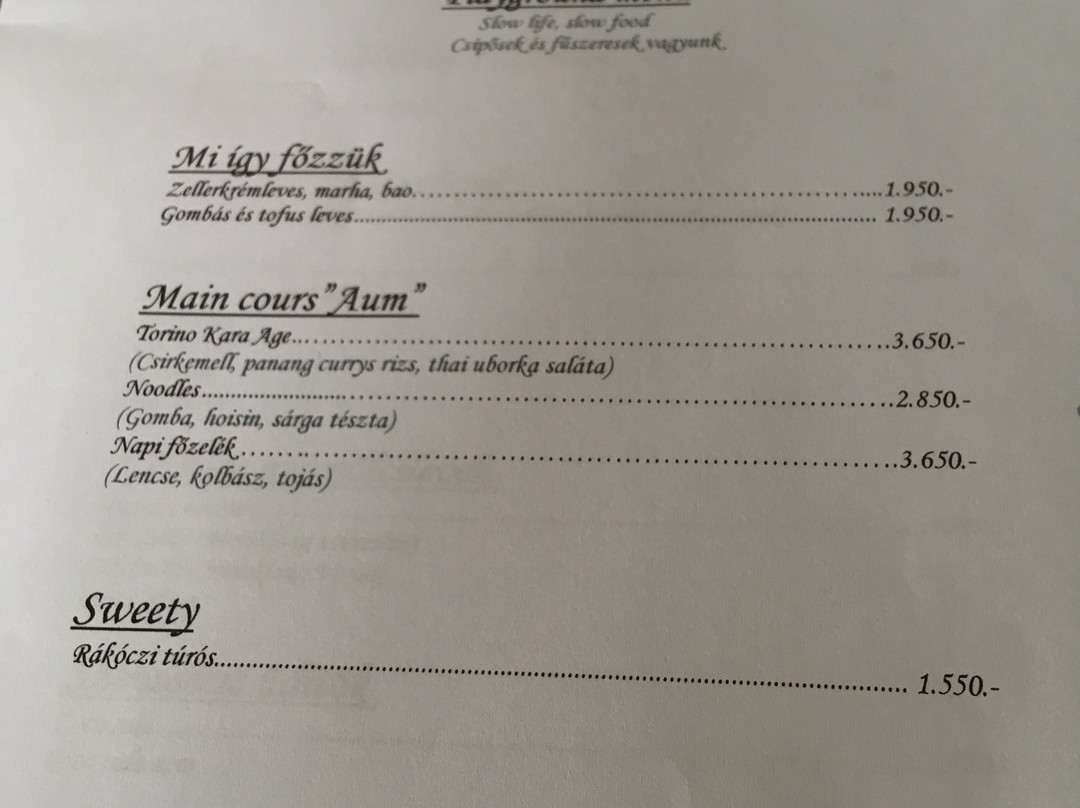 Slow life, slow food
Csípősek és fűszeresek vagyunk.
Mi így főzzük
Zellerkrémleves, marha, bao..........1.950.-
Gombás és tofus leves.......... 1.950.-
Main cours"Aum"
Torino Kara Age..........3.650.-
(Csirkemell, panang currys rizs, thai uborka saláta)
Noodles..........2.850.-
(Gomba, hoisin, sárga tészta)
Napi főzelék..........3.650.-
(Lencse, kolbász, tojás)
Sweety
Rákóczi túrós.......... 1.550.-